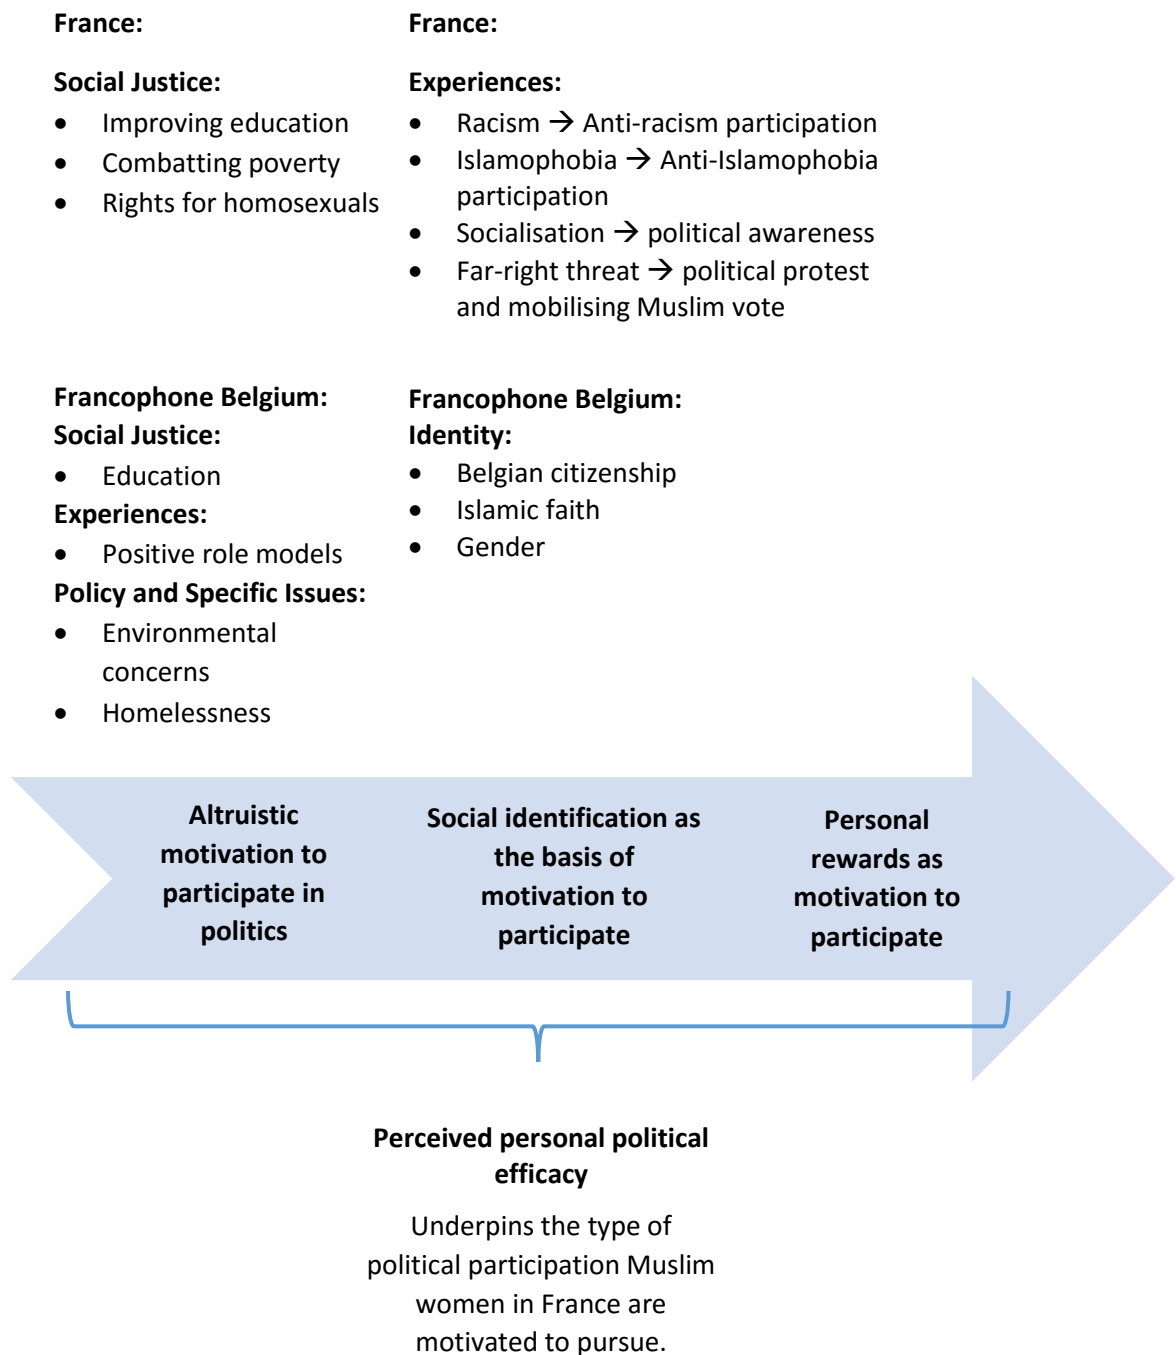 France:
Social Justice:
• Improving education
• Combatting poverty
• Rights for homosexuals
France:
Experiences:
• Racism → Anti-racism participation
• Islamophobia → Anti-Islamophobia
participation
• Socialisation → political awareness
• Far-right threat → political protest
and mobilising Muslim vote
Francophone Belgium:
Social Justice:
• Education
Experiences:
• Positive role models
Policy and Specific Issues:
• Environmental
concerns
• Homelessness
Francophone Belgium:
Identity:
• Belgian citizenship
• Islamic faith
• Gender
Altruistic
motivation to
participate in
politics
Social identification as
the basis of
motivation to
participate
Personal
rewards as
motivation to
participate
Perceived personal political
efficacy
Underpins the type of
political participation Muslim
women in France are
motivated to pursue.